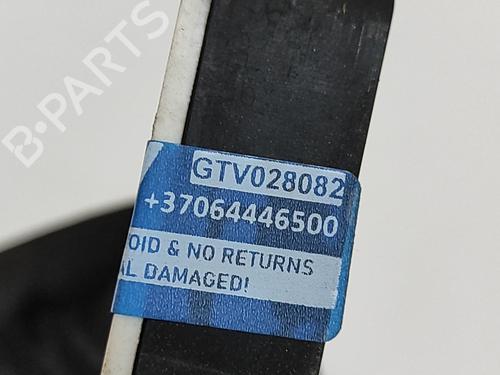 B-PARTS
GTV028082
+37064446500
OID & NO RETURNS
AL DAMAGED!